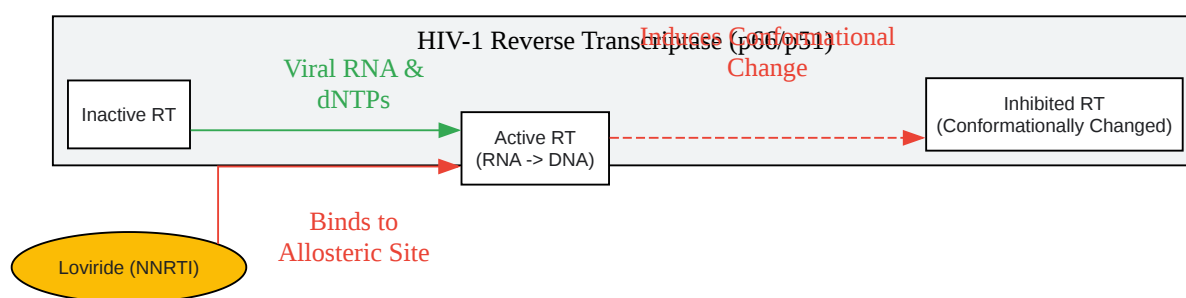 HIV-1 Reverse Transcriptase (p66/p51)
Induces Conformational
Change
Viral RNA &
dNTPs
Inactive RT
Active RT
(RNA -> DNA)
Inhibited RT
(Conformationally Changed)
Binds to
Allosteric Site
Loviride (NNRTI)